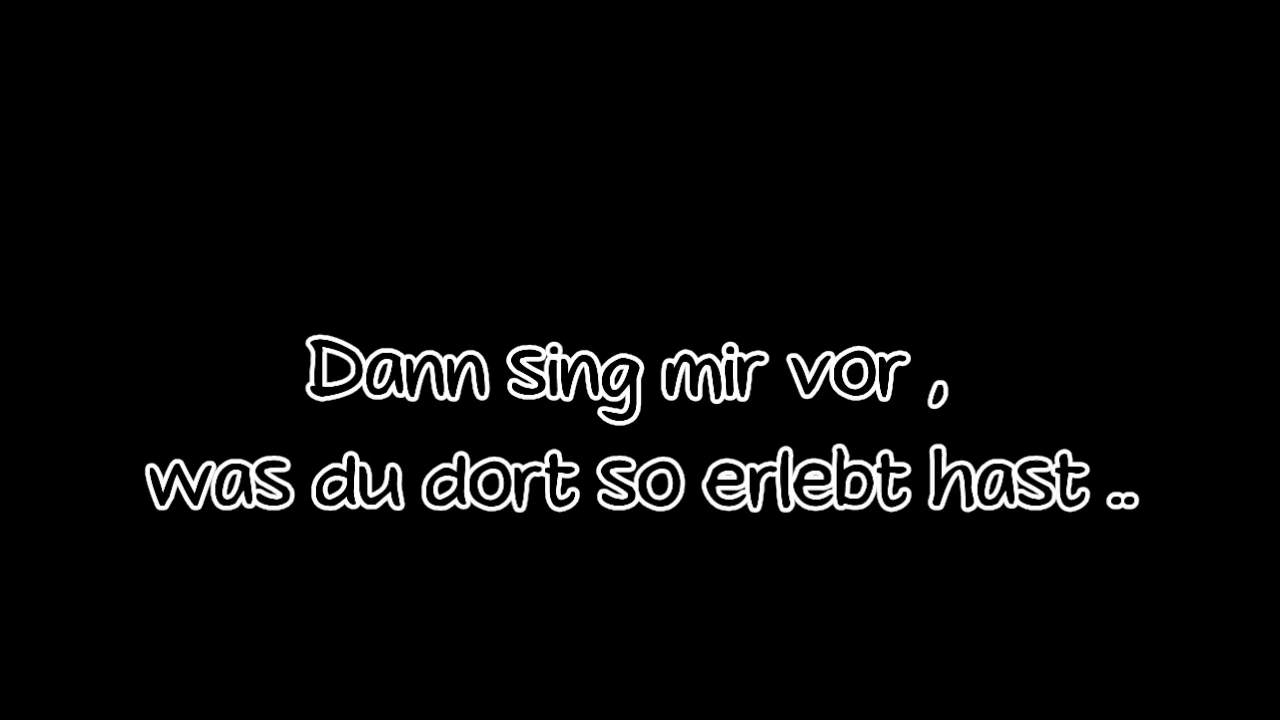 Dann sing mir vor ,
was du dort so erlebt hast ..